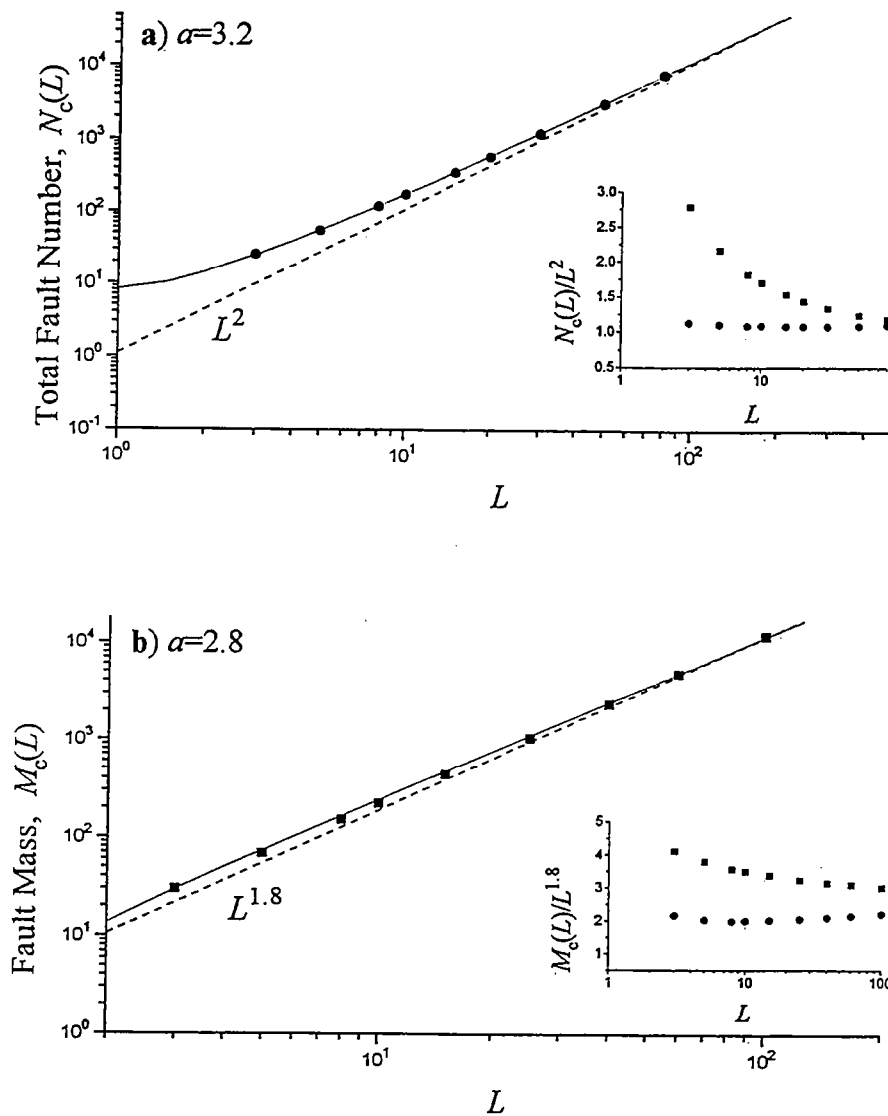 a) a=3.2
Total Fault Number, N_c(L)
10^4
10^3
10^2
10^1
10^0
10^-1
10^0
10^1
10^2
L
L^2
N_c(L)/L^2
3.0
2.5
2.0
1.5
1.0
0.5
1
10
L
b) a=2.8
Fault Mass, M_c(L)
10^4
10^3
10^2
10^1
10^0
10^1
10^2
L
L^1.8
M_c(L)/L^1.8
5
4
3
2
1
1
10
100
L